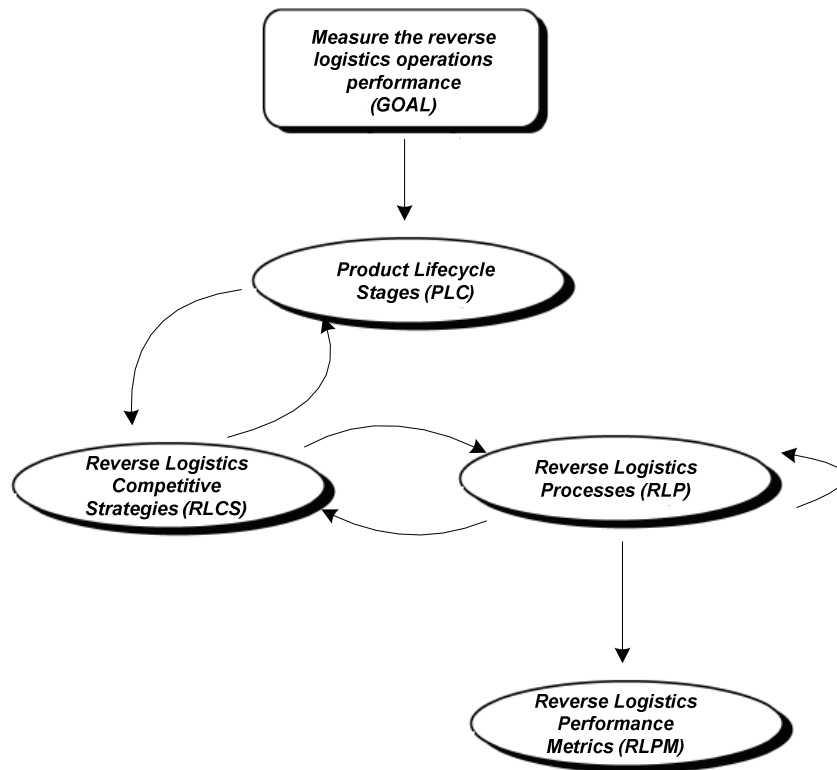 Measure the reverse
logistics operations
performance
(GOAL)
Product Lifecycle
Stages (PLC)
Reverse Logistics
Competitive
Strategies (RLCS)
Reverse Logistics
Processes (RLP)
Reverse Logistics
Performance
Metrics (RLPM)